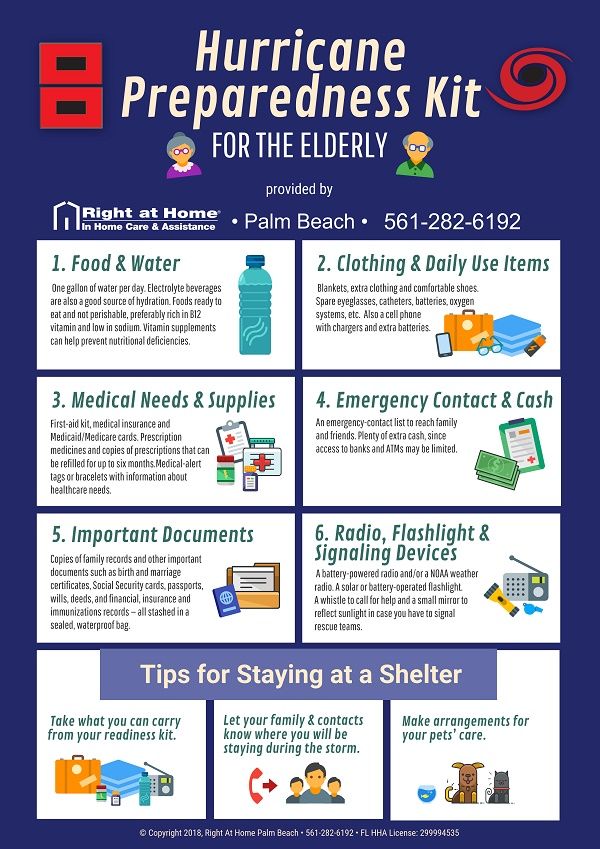 Hurricane
Preparedness Kit
FOR THE ELDERLY
provided by
Right at Home®
In Home Care & Assistance
• Palm Beach • 561-282-6192
1. Food & Water
One gallon of water per day. Electrolyte beverages
are also a good source of hydration. Foods ready to
eat and not perishable, preferably rich in B12
vitamin and low in sodium. Vitamin supplements
can help prevent nutritional deficiencies.
2. Clothing & Daily Use Items
Blankets, extra clothing and comfortable shoes.
Spare eyeglasses, catheters, batteries, oxygen
systems, etc. Also a cell phone
with chargers and extra batteries.
3. Medical Needs & Supplies
First-aid kit, medical insurance and
Medicaid/Medicare cards. Prescription
medicines and copies of prescriptions that can
be refilled for up to six months.Medical-alert
tags or bracelets with information about
healthcare needs.
4. Emergency Contact & Cash
An emergency-contact list to reach family
and friends. Plenty of extra cash, since
access to banks and ATMs may be limited.
5. Important Documents
Copies of family records and other important
documents such as birth and marriage
certificates, Social Security cards, passports,
wills, deeds, and financial, insurance and
immunizations records – all stashed in a
sealed, waterproof bag.
6. Radio, Flashlight &
Signaling Devices
A battery-powered radio and/or a NOAA weather
radio. A solar or battery-operated flashlight.
A whistle to call for help and a small mirror to
reflect sunlight in case you have to signal
rescue teams.
Tips for Staying at a Shelter
Take what you can carry
from your readiness kit.
Let your family & contacts
know where you will be
staying during the storm.
Make arrangements for
your pets' care.
© Copyright 2018, Right At Home Palm Beach • 561-282-6192 • FL HHA License: 299994535